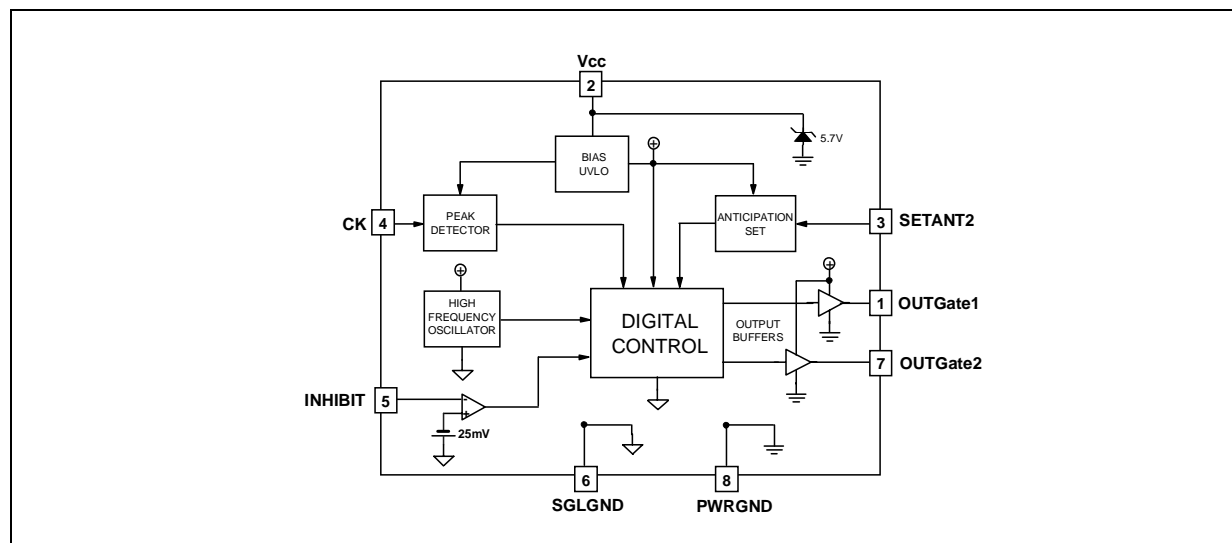 Vcc
2
5.7V
BIAS
UVLO
CK
4
PEAK
DETECTOR
ANTICIPATION
SET
3
SETANT2
HIGH
FREQUENCY
OSCILLATOR
DIGITAL
CONTROL
OUTPUT
BUFFERS
1
OUTGate1
7
OUTGate2
INHIBIT
5
-
+
25mV
6
SGLGND
8
PWRGND